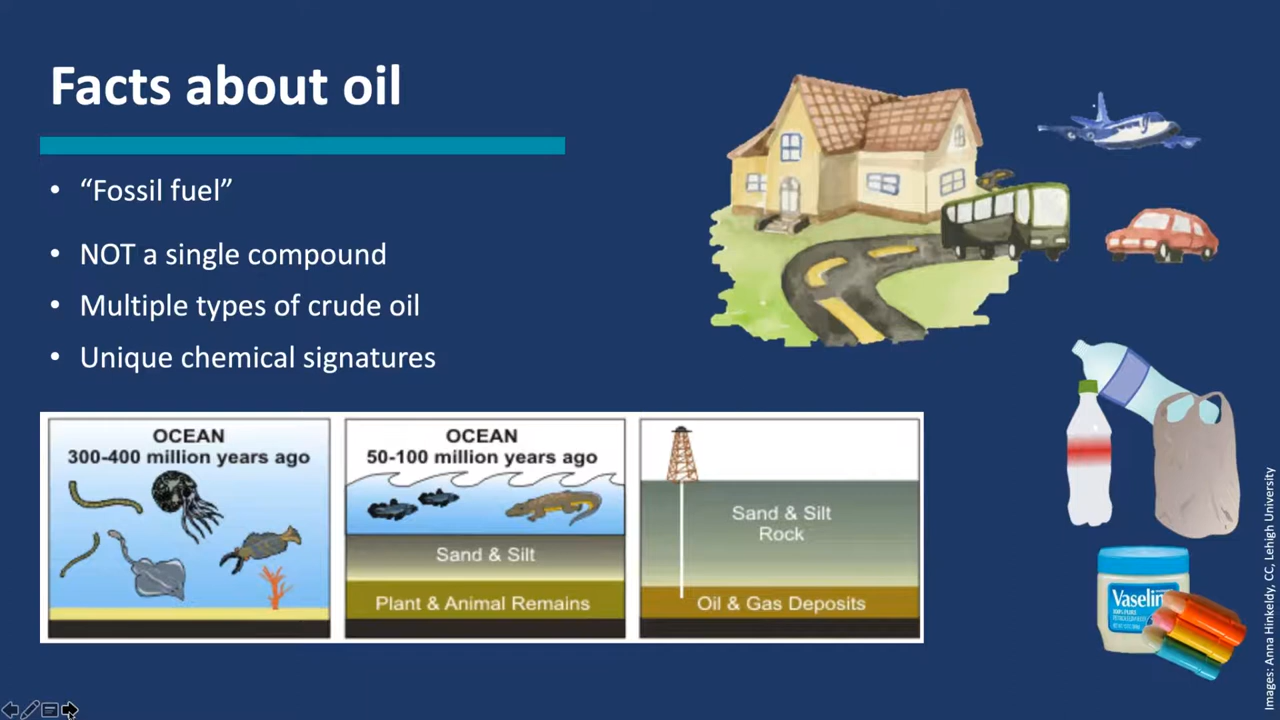 Facts about oil
• “Fossil fuel”
• NOT a single compound
• Multiple types of crude oil
• Unique chemical signatures
OCEAN
300-400 million years ago
OCEAN
50-100 million years ago
Sand & Silt
Plant & Animal Remains
Sand & Silt
Rock
Oil & Gas Deposits
Vaselin
Images: Anna Hinkeldy, CC, Lehigh University